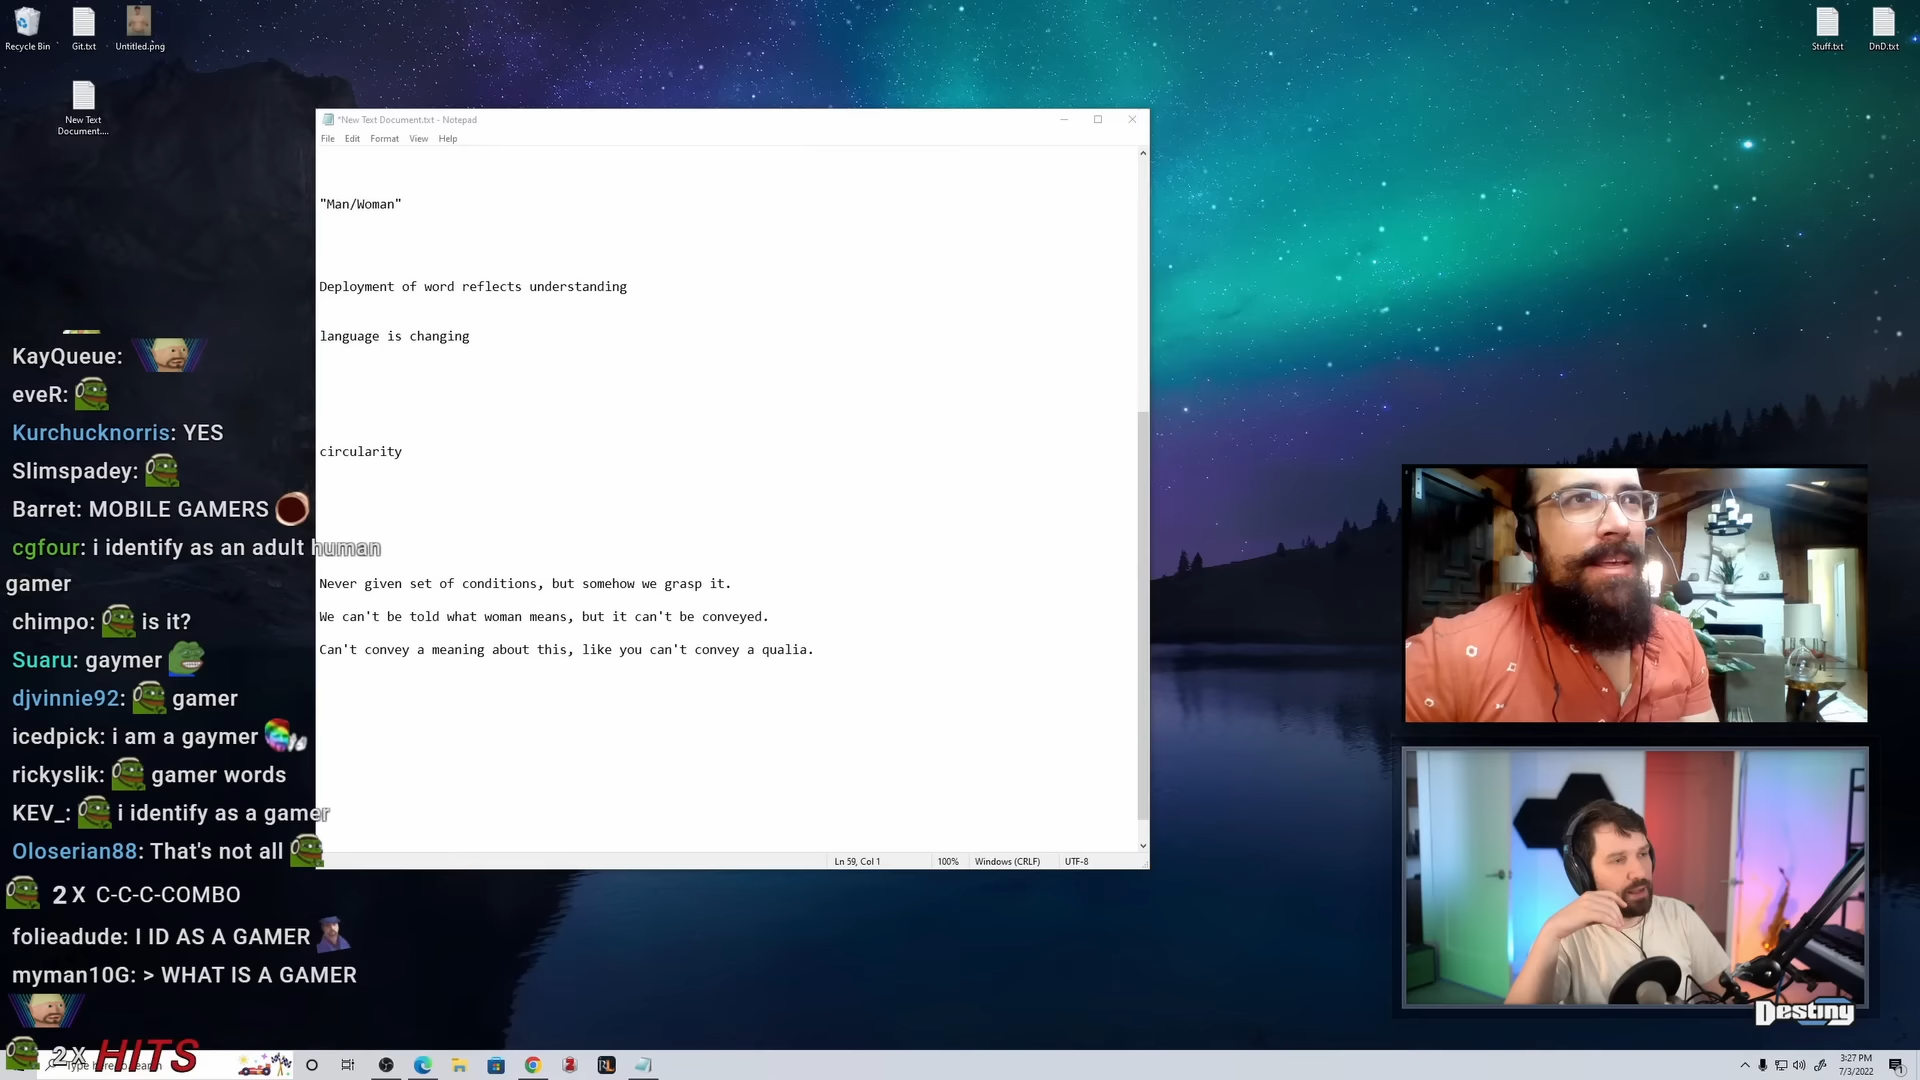 Recycle Bin
Git.txt
Untitled.png
Stuff.txt
DnD.txt
New Text
Document....
*New Text Document.txt - Notepad
File Edit Format View Help
"Man/Woman"
Deployment of word reflects understanding
language is changing
circularity
Never given set of conditions, but somehow we grasp it.
We can't be told what woman means, but it can't be conveyed.
Can't convey a meaning about this, like you can't convey a qualia.
Ln 59, Col 1 100% Windows (CRLF) UTF-8
KayQueue:
eveR:
Kurchucknorris: YES
Slimspadey:
Barret: MOBILE GAMERS
cgfour: i identify as an adult human
gamer
chimpo: is it?
Suaru: gaymer
djvinnie92: gamer
icedpick: i am a gaymer
rickyslik: gamer words
KEV_: i identify as a gamer
Oloserian88: That's not all
2 X C-C-C-COMBO
folieadude: I ID AS A GAMER
myman10G: > WHAT IS A GAMER
2X HITS
Type here to search
Destiny
3:27 PM
7/3/2022